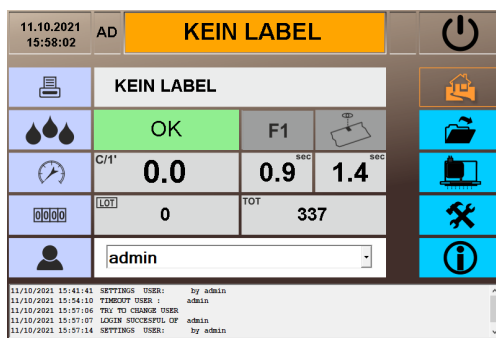 11.10.2021
15:58:02
AD
KEIN LABEL
KEIN LABEL
OK
F1
C/1'
0.0
0.9 sec
1.4 sec
0000
LOT
0
TOT
337
admin
11/10/2021 15:41:41 SETTINGS USER: by admin
11/10/2021 15:54:10 TIMEOUT USER : admin
11/10/2021 15:57:06 TRY TO CHANGE USER
11/10/2021 15:57:07 LOGIN SUCCESFUL OF admin
11/10/2021 15:57:14 SETTINGS USER: by admin